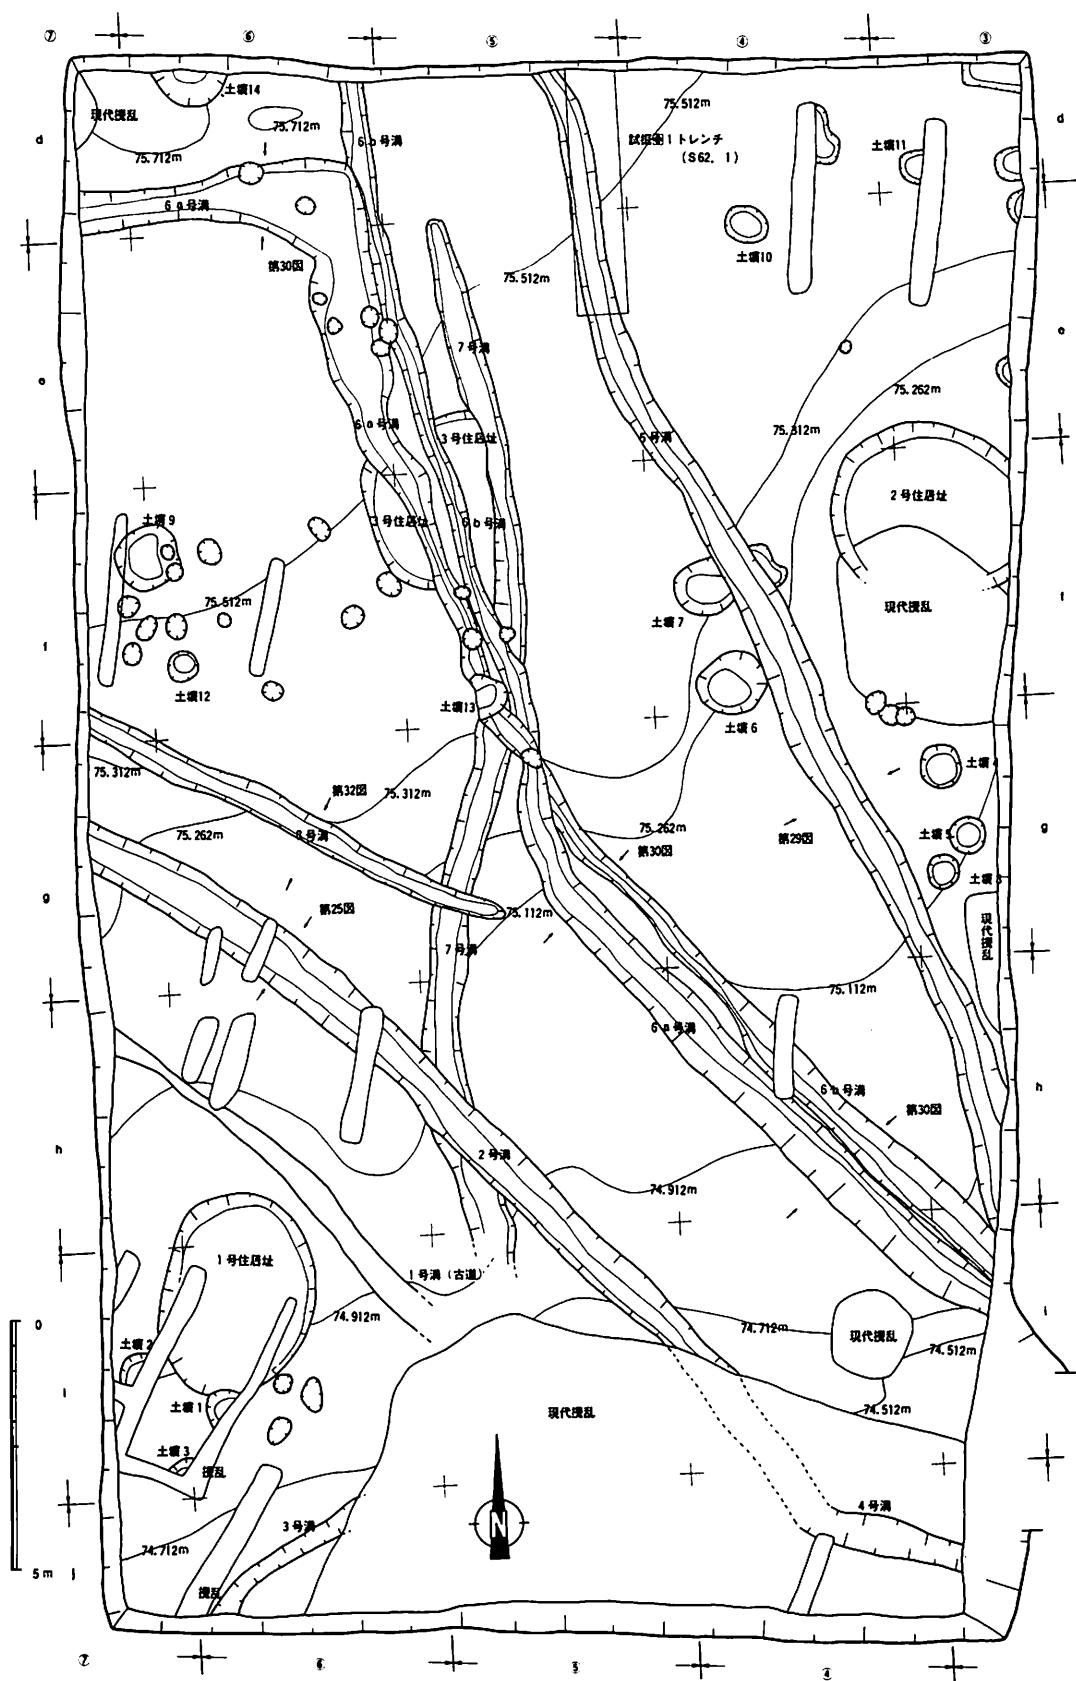 ⑦ ⑥ ⑤ ④ ③
d
d
土壙14
現代攪乱
75.712m
75.712m
6b号溝
75.512m
試掘第1トレンチ
(S62. 1)
土壙11
6a号溝
土壙10
第30図
75.512m
e
e
7号溝
75.262m
75.312m
6a号溝
3号住居址
5号溝
2号住居址
3号住居址
6b号溝
土壙9
75.512m
現代攪乱
f
f
土壙7
土壙12
土壙13
土壙6
75.312m
第32図
75.312m
土壙4
75.262m
8号溝
75.262m
第30図
第29図
土壙5
g
g
土壙3
第25図
75.112m
現代攪乱
7号溝
75.112m
6a号溝
6b号溝
h
第30図
h
2号溝
74.912m
1号住居址
1号溝(古道)
74.912m
0
74.712m
現代攪乱
74.512m
i
土壙2
i
土壙1
現代攪乱
74.512m
土壙3
攪乱
N
3号溝
4号溝
74.712m
5m
j
攪乱
⑦ ⑥ ⑤ ④